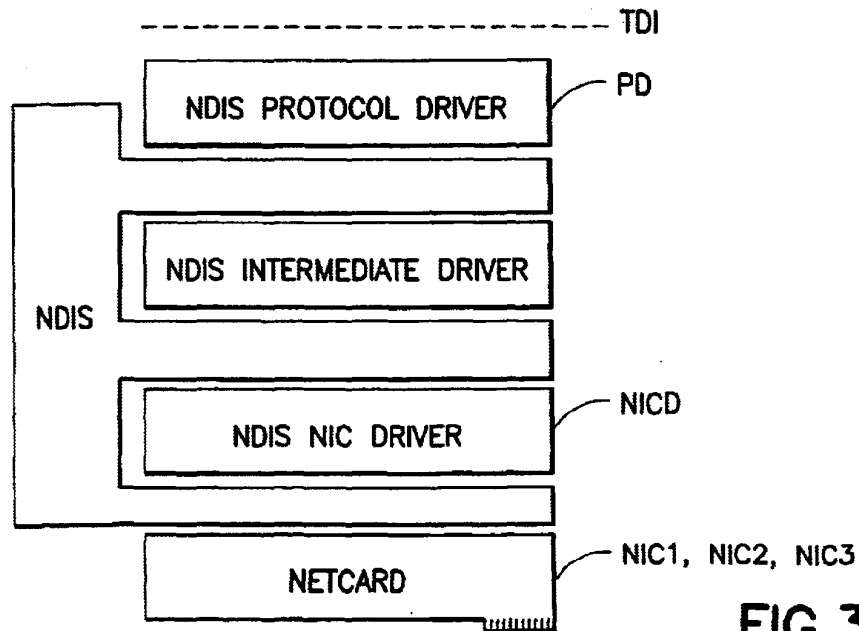 TDI
NDIS PROTOCOL DRIVER
PD
NDIS INTERMEDIATE DRIVER
NDIS
NDIS NIC DRIVER
NICD
NETCARD
NIC1, NIC2, NIC3
FIG. 3